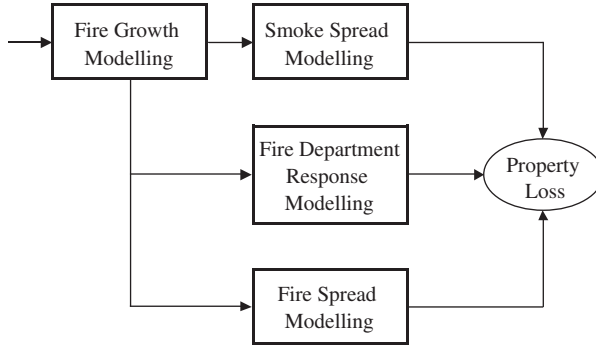 Fire Growth
Modelling
Smoke Spread
Modelling
Fire Department
Response
Modelling
Property
Loss
Fire Spread
Modelling